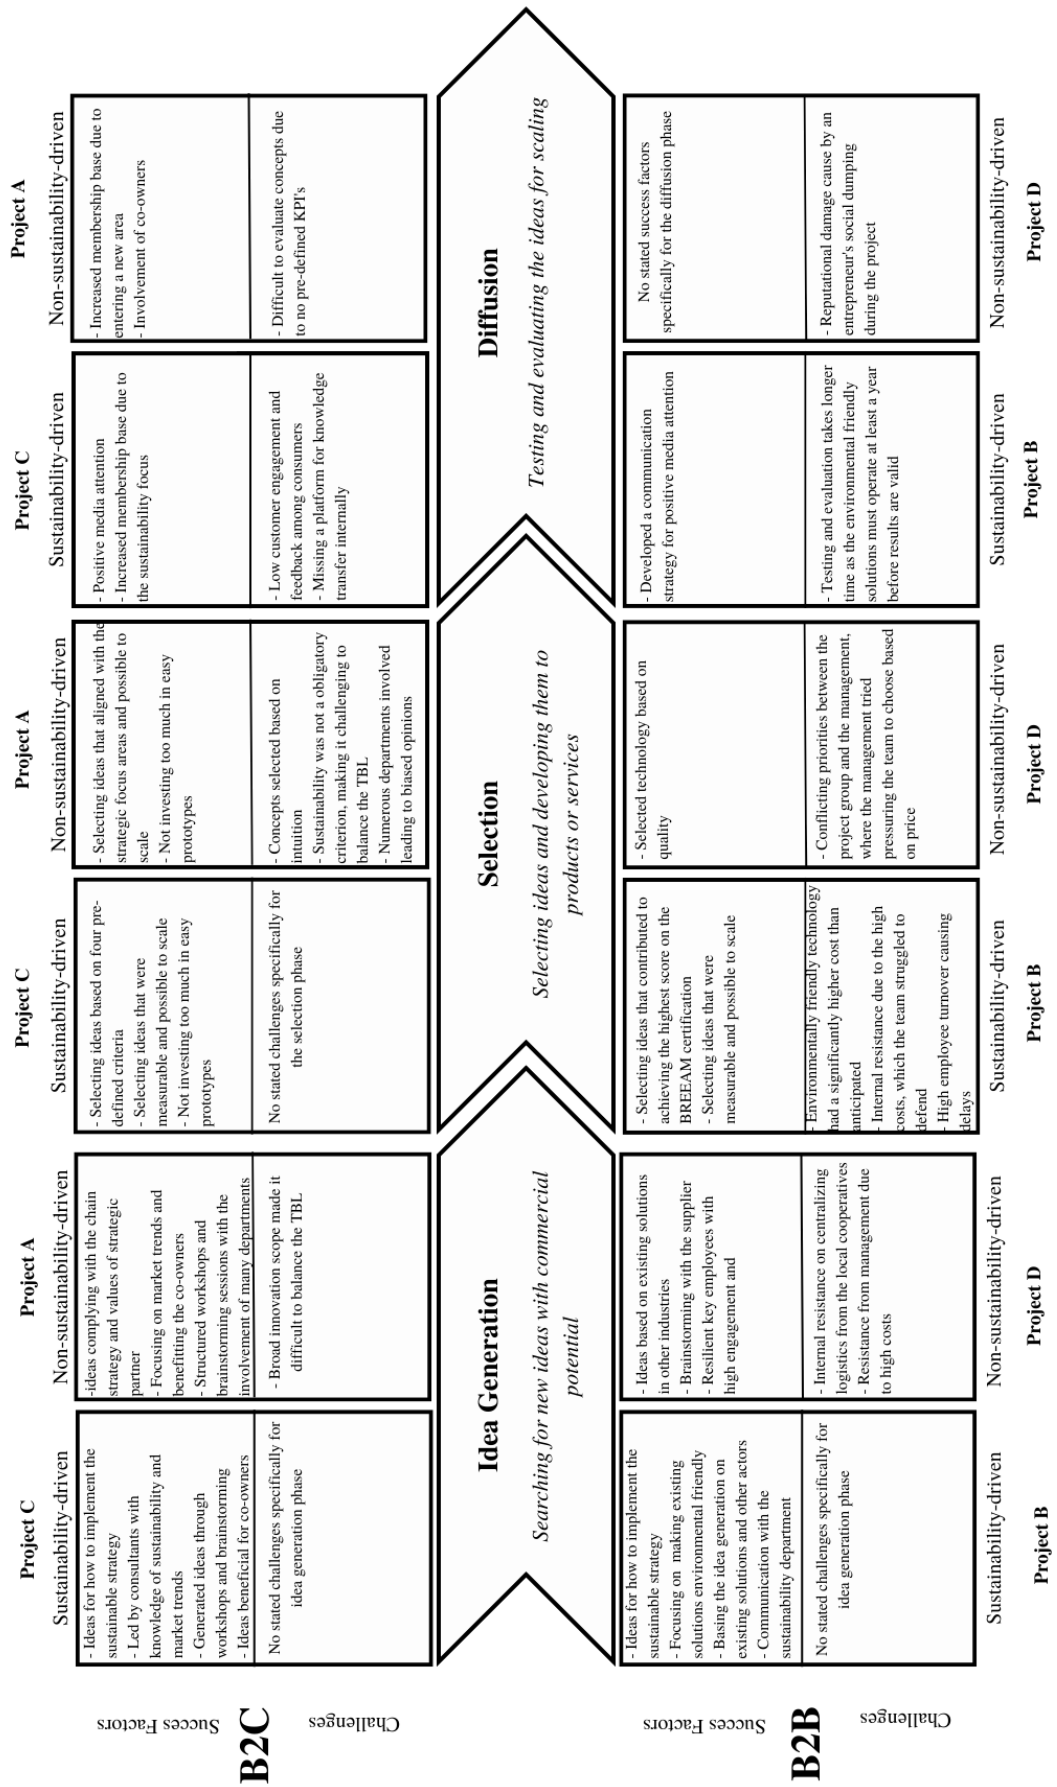 Project C
Sustainability-driven
Project A
Non-sustainability-driven
Project C
Sustainability-driven
Project A
Non-sustainability-driven
Project C
Sustainability-driven
Project A
Non-sustainability-driven
B2C
Succes Factors
Challenges
- Ideas for how to implement the
sustainable strategy
- Led by consultants with
knowledge of sustainability and
market trends
- Generated ideas through
workshops and brainstorming
- Ideas beneficial for co-owners
No stated challenges specifically for
idea generation phase
-ideas complying with the chain
strategy and values of strategic
partner
- Focusing on market trends and
benefitting the co-owners
- Structured workshops and
brainstorming sessions with the
involvement of many departments
- Broad innovation scope made it
difficult to balance the TBL
- Selecting ideas based on four pre-
defined criteria
- Selecting ideas that were
measurable and possible to scale
- Not investing too much in easy
prototypes
No stated challenges specifically for
the selection phase
- Selecting ideas that aligned with the
strategic focus areas and possible to
scale
- Not investing too much in easy
prototypes
- Concepts selected based on
intuition
- Sustainability was not a obligatory
criterion, making it challenging to
balance the TBL
- Numerous departments involved
leading to biased opinions
- Positive media attention
- Increased membership base due to
the sustainability focus
- Low customer engagement and
feedback among consumers
- Missing a platform for knowledge
transfer internally
- Increased membership base due to
entering a new area
- Involvement of co-owners
- Difficult to evaluate concepts due
to no pre-defined KPI's
Idea Generation
Searching for new ideas with commercial
potential
Selection
Selecting ideas and developing them to
products or services
Diffusion
Testing and evaluating the ideas for scaling
B2B
Succes Factors
Challenges
- Ideas for how to implement the
sustainable strategy
- Focusing on making existing
solutions environmental friendly
- Basing the idea generation on
existing solutions and other actors
- Communication with the
sustainability department
No stated challenges specifically for
idea generation phase
- Ideas based on existing solutions
in other industries
- Brainstorming with the supplier
- Resilient key employees with
high engagement and
- Internal resistance on centralizing
logistics from the local cooperatives
- Resistance from management due
to high costs
- Selecting ideas that contributed to
achieving the highest score on the
BREEAM certification
- Selecting ideas that were
measurable and possible to scale
- Environmentally friendly technology
had a significantly higher cost than
anticipated
- Internal resistance due to the high
costs, which the team struggled to
defend
- High employee turnover causing
delays
- Selected technology based on
quality
- Conflicting priorities between the
project group and the management,
where the management tried
pressuring the team to choose based
on price
- Developed a communication
strategy for positive media attention
- Testing and evaluation takes longer
time as the environmental friendly
solutions must operate at least a year
before results are valid
No stated success factors
specifically for the diffusion phase
- Reputational damage cause by an
entrepreneur's social dumping
during the project
Sustainability-driven
Project B
Non-sustainability-driven
Project D
Sustainability-driven
Project B
Non-sustainability-driven
Project D
Sustainability-driven
Project B
Non-sustainability-driven
Project D